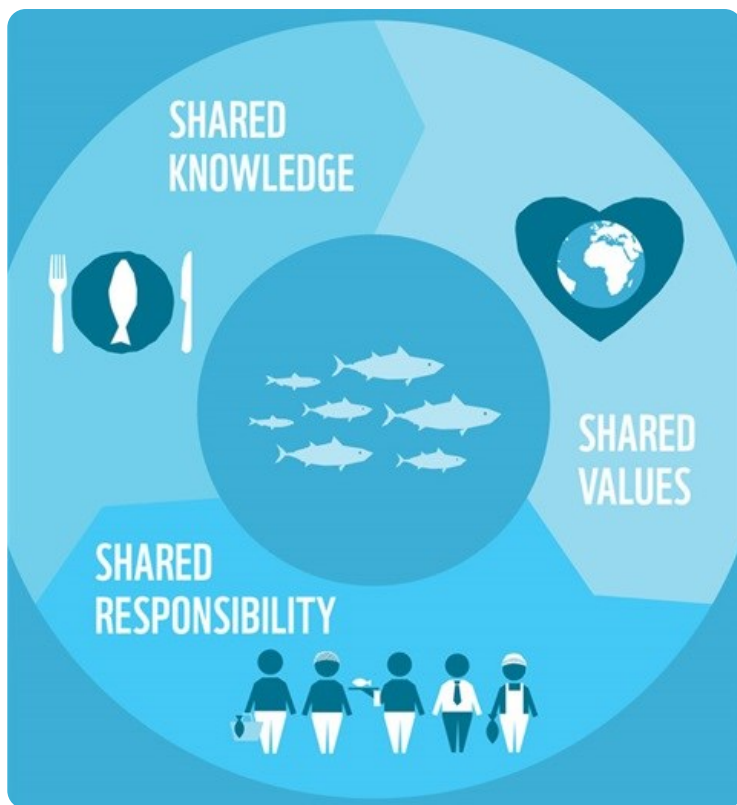 SHARED
KNOWLEDGE
SHARED
VALUES
SHARED
RESPONSIBILITY